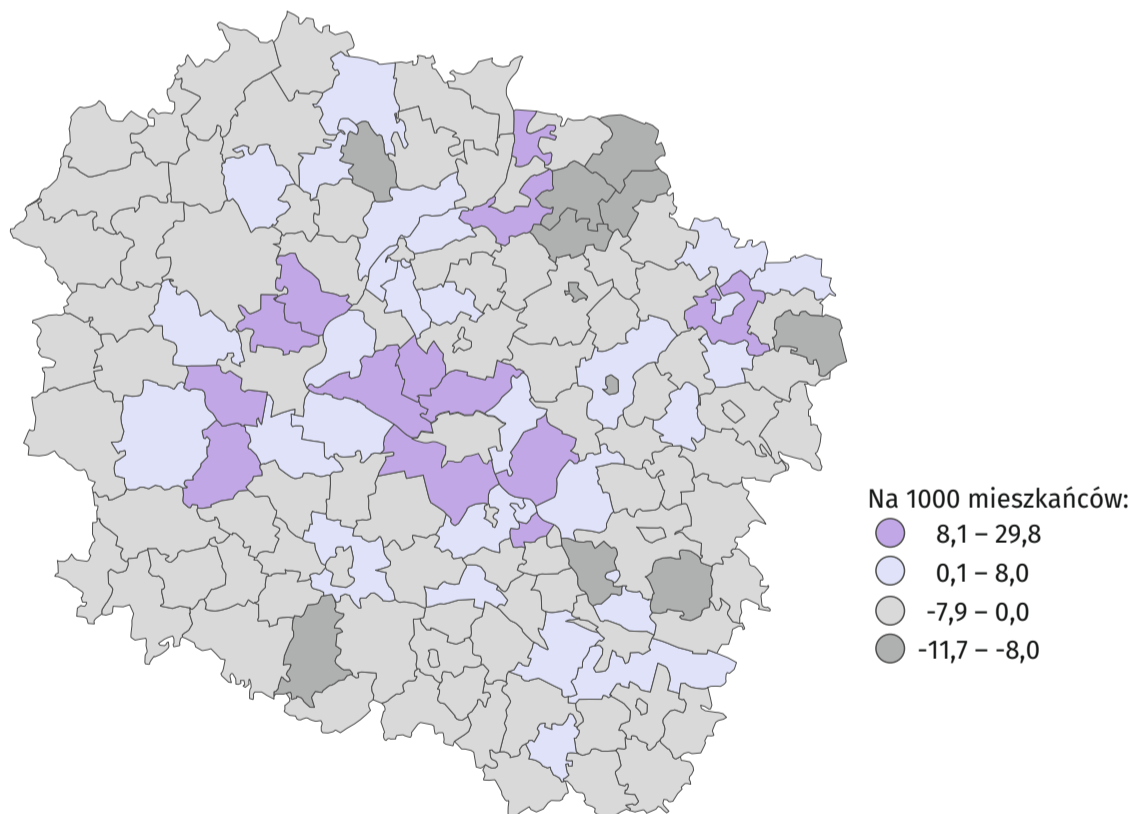 Na 1000 mieszkańców:
8,1 – 29,8
0,1 – 8,0
-7,9 – 0,0
-11,7 – -8,0